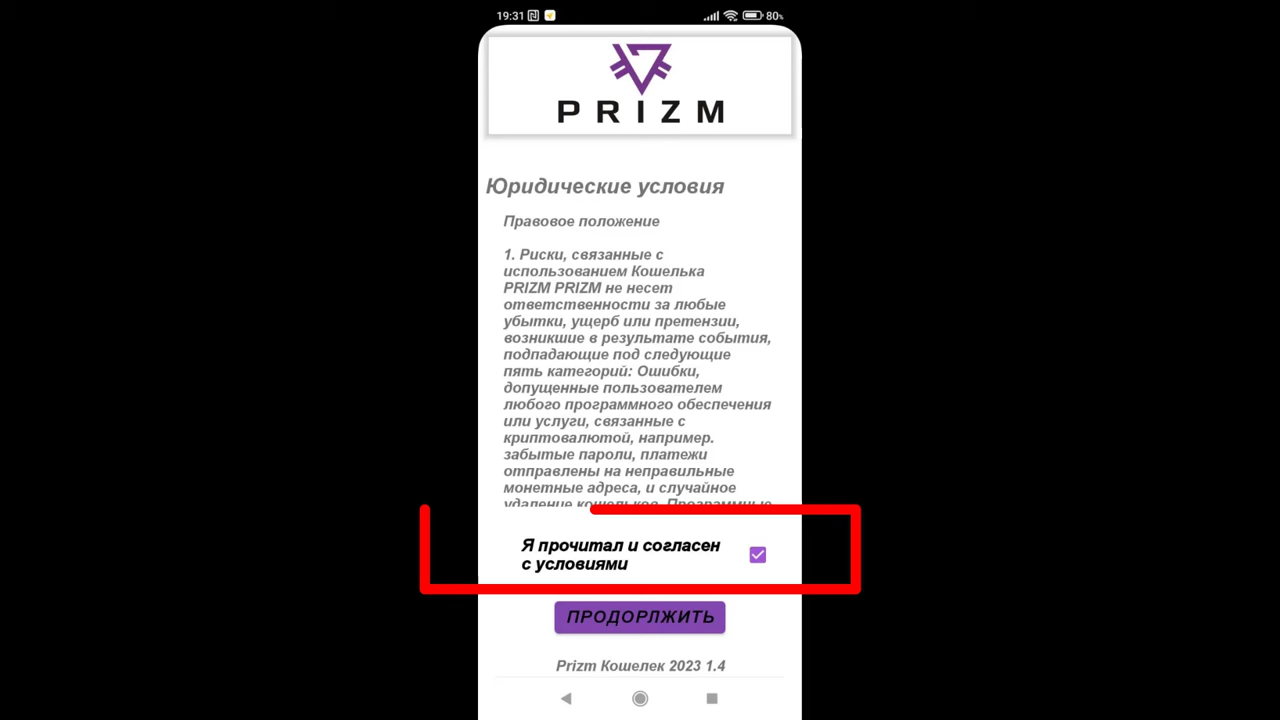 19:31 80%
PRIZM
Юридические условия
Правовое положение
1. Риски, связанные с
использованием Кошелька
PRIZM PRIZM не несет
ответственности за любые
убытки, ущерб или претензии,
возникшие в результате события,
подпадающие под следующие
пять категорий: Ошибки,
допущенные пользователем
любого программного обеспечения
или услуги, связанные с
криптовалютой, например.
забытые пароли, платежи
отправлены на неправильные
монетные адреса, и случайное
удаление кошельков. Программные
Я прочитал и согласен
с условиями
ПРОДОРЛЖИТЬ
Prizm Кошелек 2023 1.4